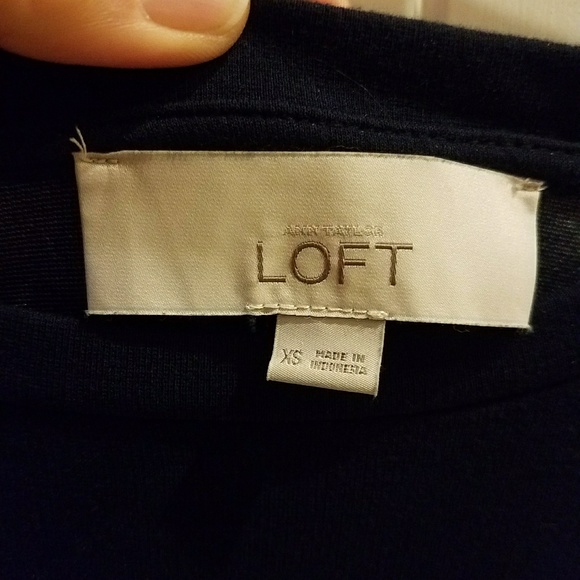 ANN TAYLOR
LOFT
XS
MADE IN
INDONESIA